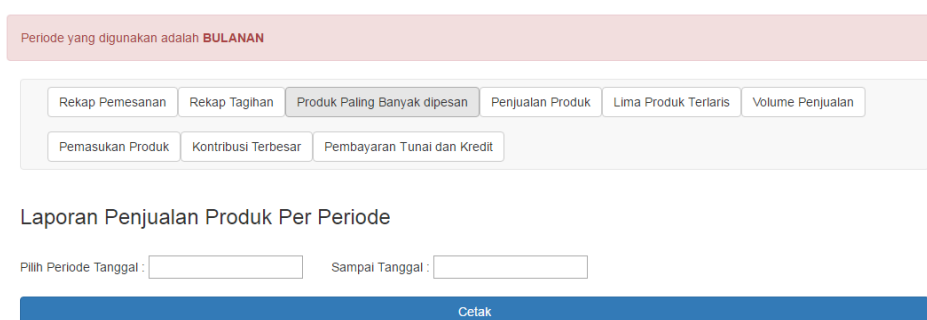 Periode yang digunakan adalah BULANAN
Rekap Pemesanan Rekap Tagihan Produk Paling Banyak dipesan Penjualan Produk Lima Produk Terlaris Volume Penjualan
Pemasukan Produk Kontribusi Terbesar Pembayaran Tunai dan Kredit
Laporan Penjualan Produk Per Periode
Pilih Periode Tanggal : Sampai Tanggal :
Cetak